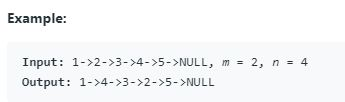 Example:
Input: 1->2->3->4->5->NULL, m = 2, n = 4
Output: 1->4->3->2->5->NULL